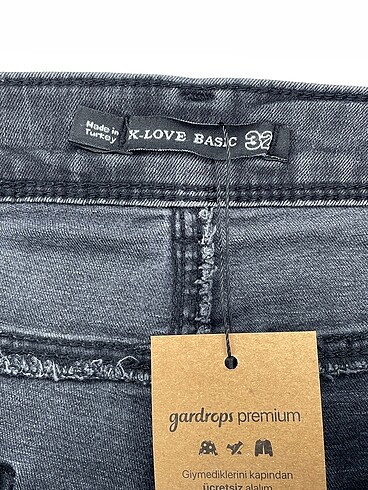 Made in
Turkey
K-LOVE BASIC 32
gardrops premium
Giymediklerini kapından
ücretsiz alalım